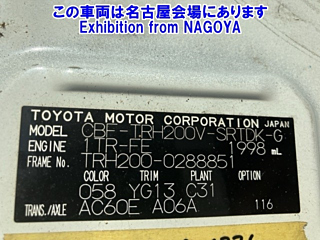 この車両は名古屋会場にあります
Exhibition from NAGOYA
TOYOTA MOTOR CORPORATION JAPAN
MODEL CBF-TRH200V-SRTDK-G
ENGINE 1TR-FE 1998 mL
FRAME NO. TRH200-0288851
COLOR TRIM PLANT
058 YG13 C31
TRANS./AXLE AC60E A06A 116